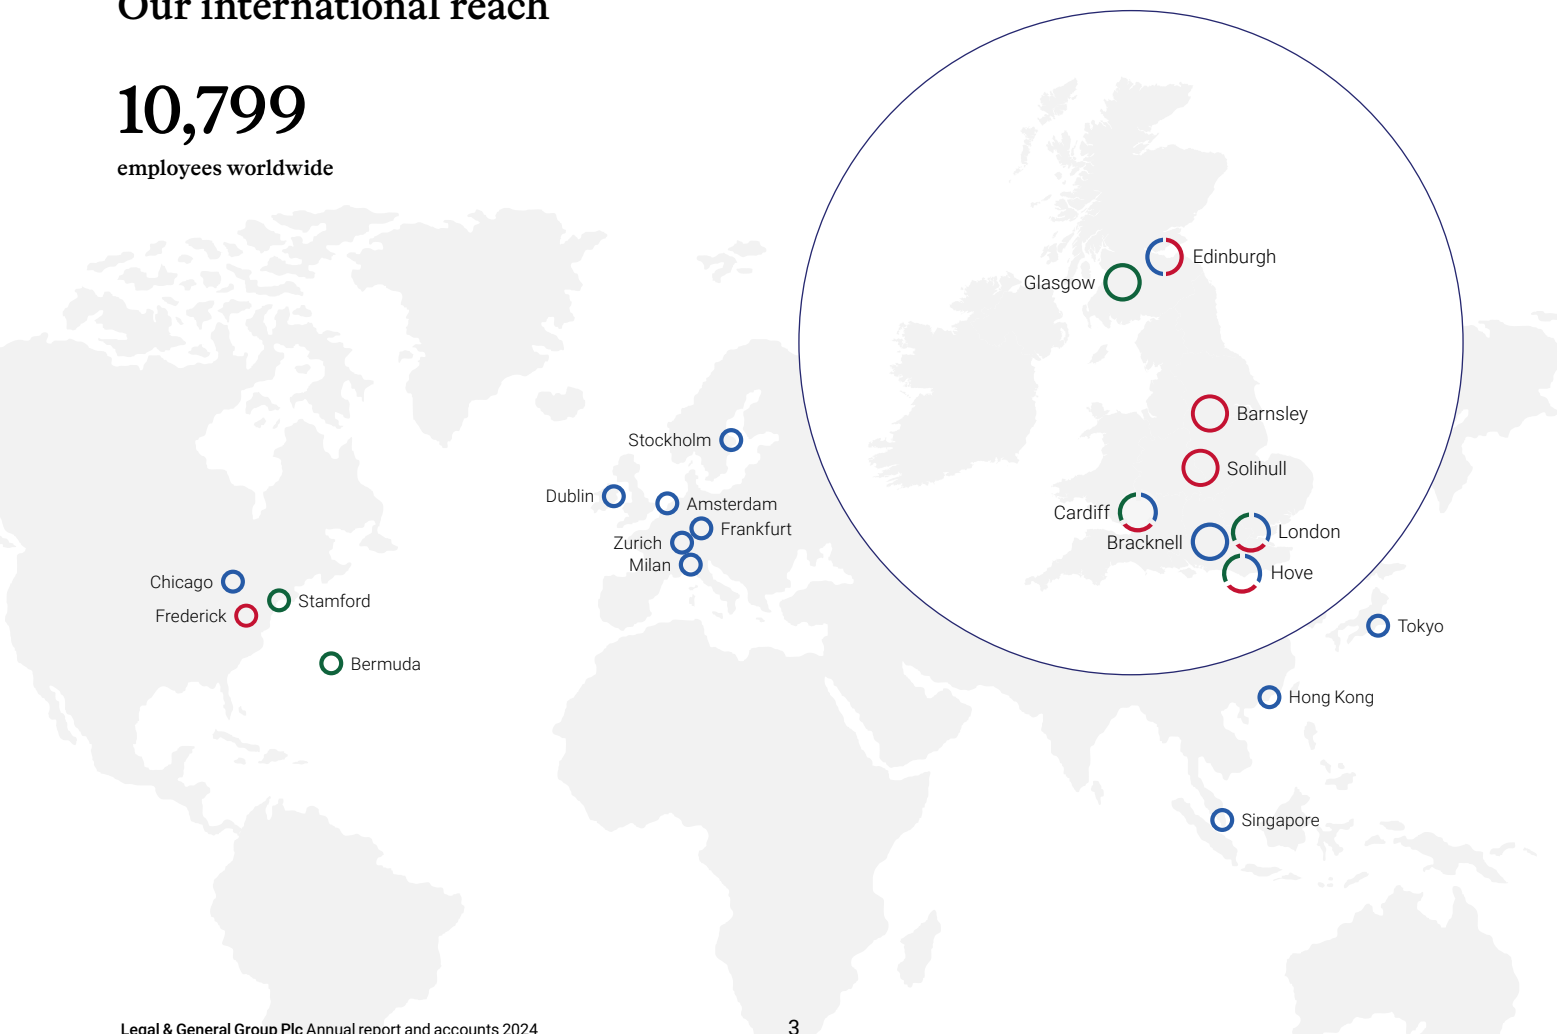 Our international reach
10,799
employees worldwide
Edinburgh
Glasgow
Barnsley
Stockholm
Solihull
Dublin
Amsterdam
Cardiff
Frankfurt
London
Zurich
Bracknell
Milan
Hove
Chicago
Stamford
Frederick
Tokyo
Bermuda
Hong Kong
Singapore
Legal & General Group Plc Annual report and accounts 2024
3